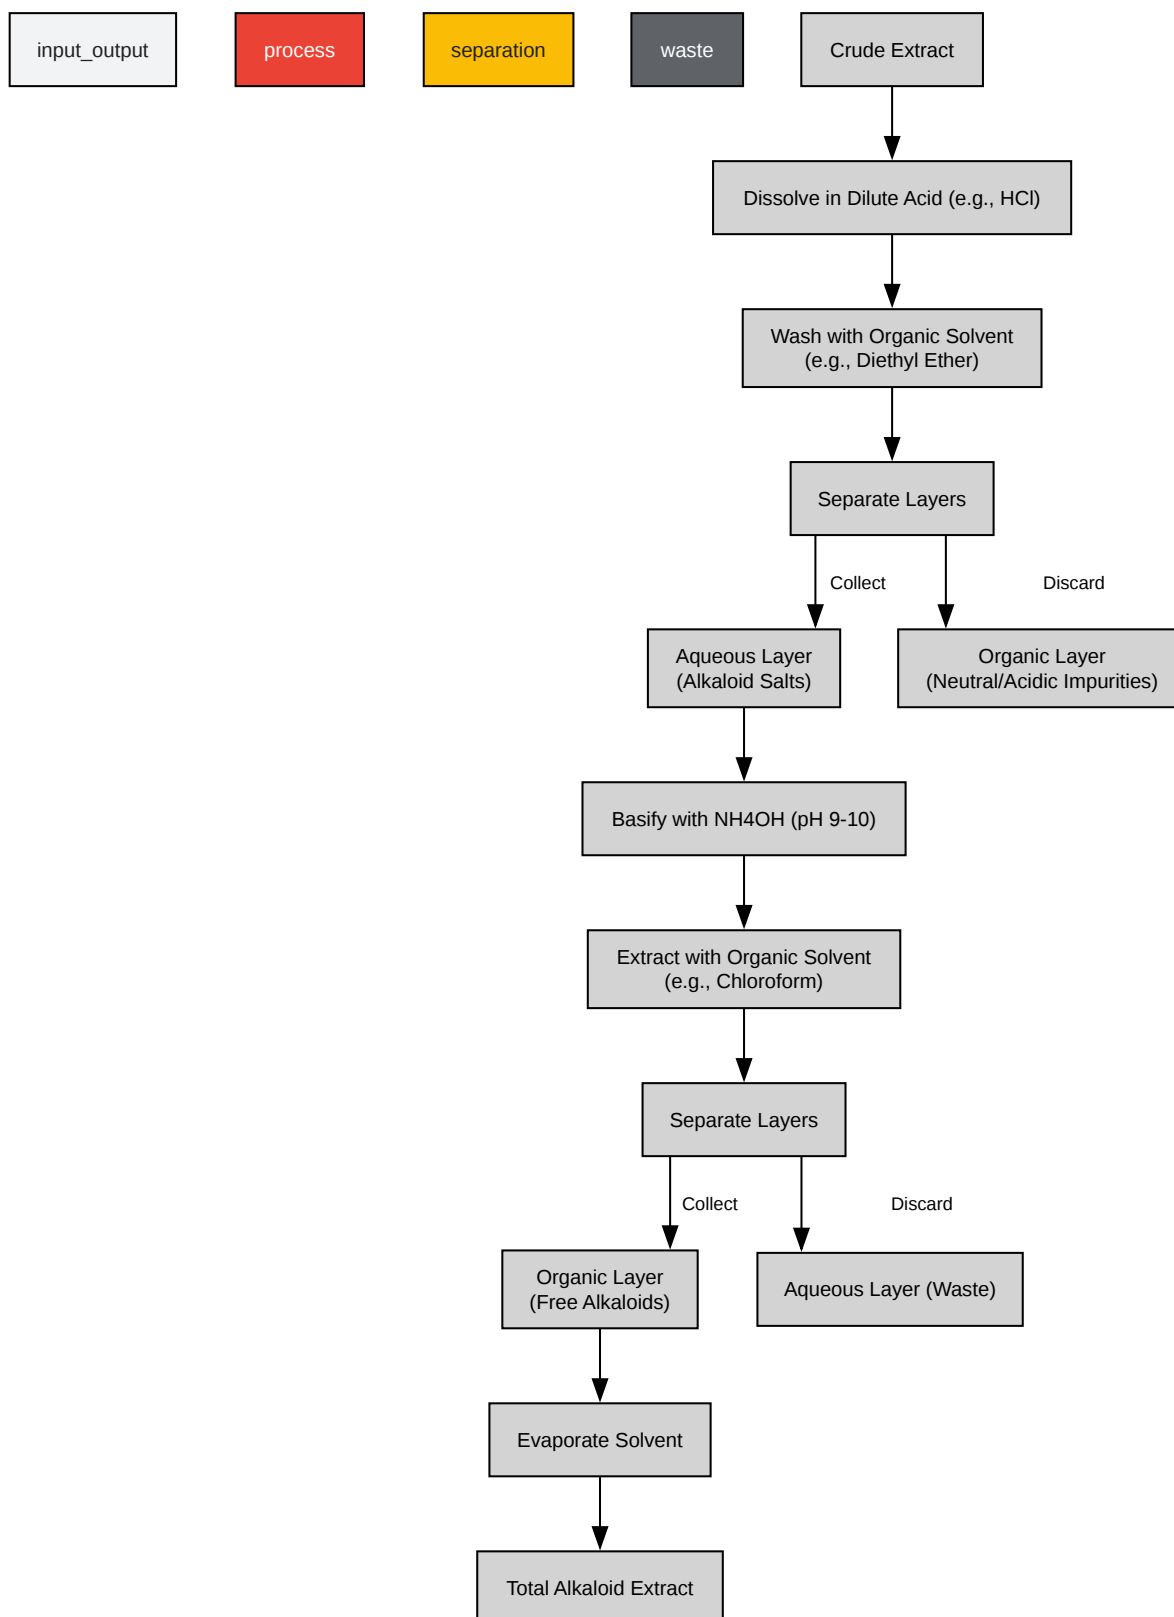 input_output
process
separation
waste
Crude Extract
Dissolve in Dilute Acid (e.g., HCl)
Wash with Organic Solvent
(e.g., Diethyl Ether)
Separate Layers
Collect
Discard
Aqueous Layer
(Alkaloid Salts)
Organic Layer
(Neutral/Acidic Impurities)
Basify with NH4OH (pH 9-10)
Extract with Organic Solvent
(e.g., Chloroform)
Separate Layers
Collect
Discard
Organic Layer
(Free Alkaloids)
Aqueous Layer (Waste)
Evaporate Solvent
Total Alkaloid Extract